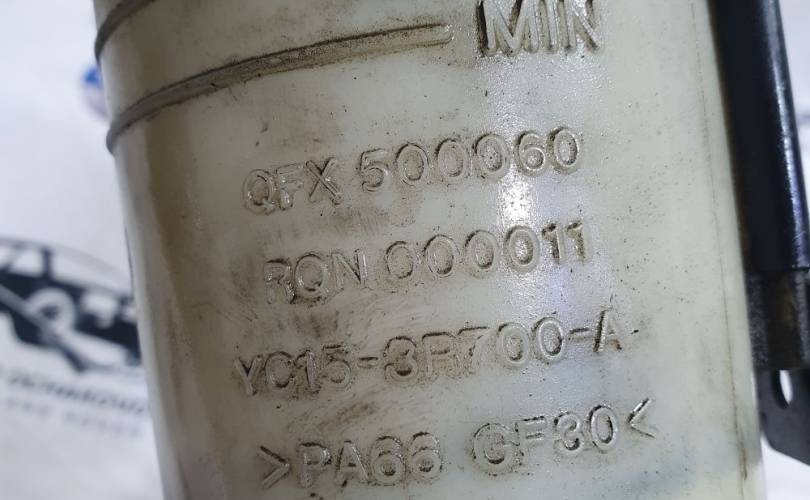 MIN
QFX 500060
RQN 000011
YC15-3R700-A
>PA66 GF30<